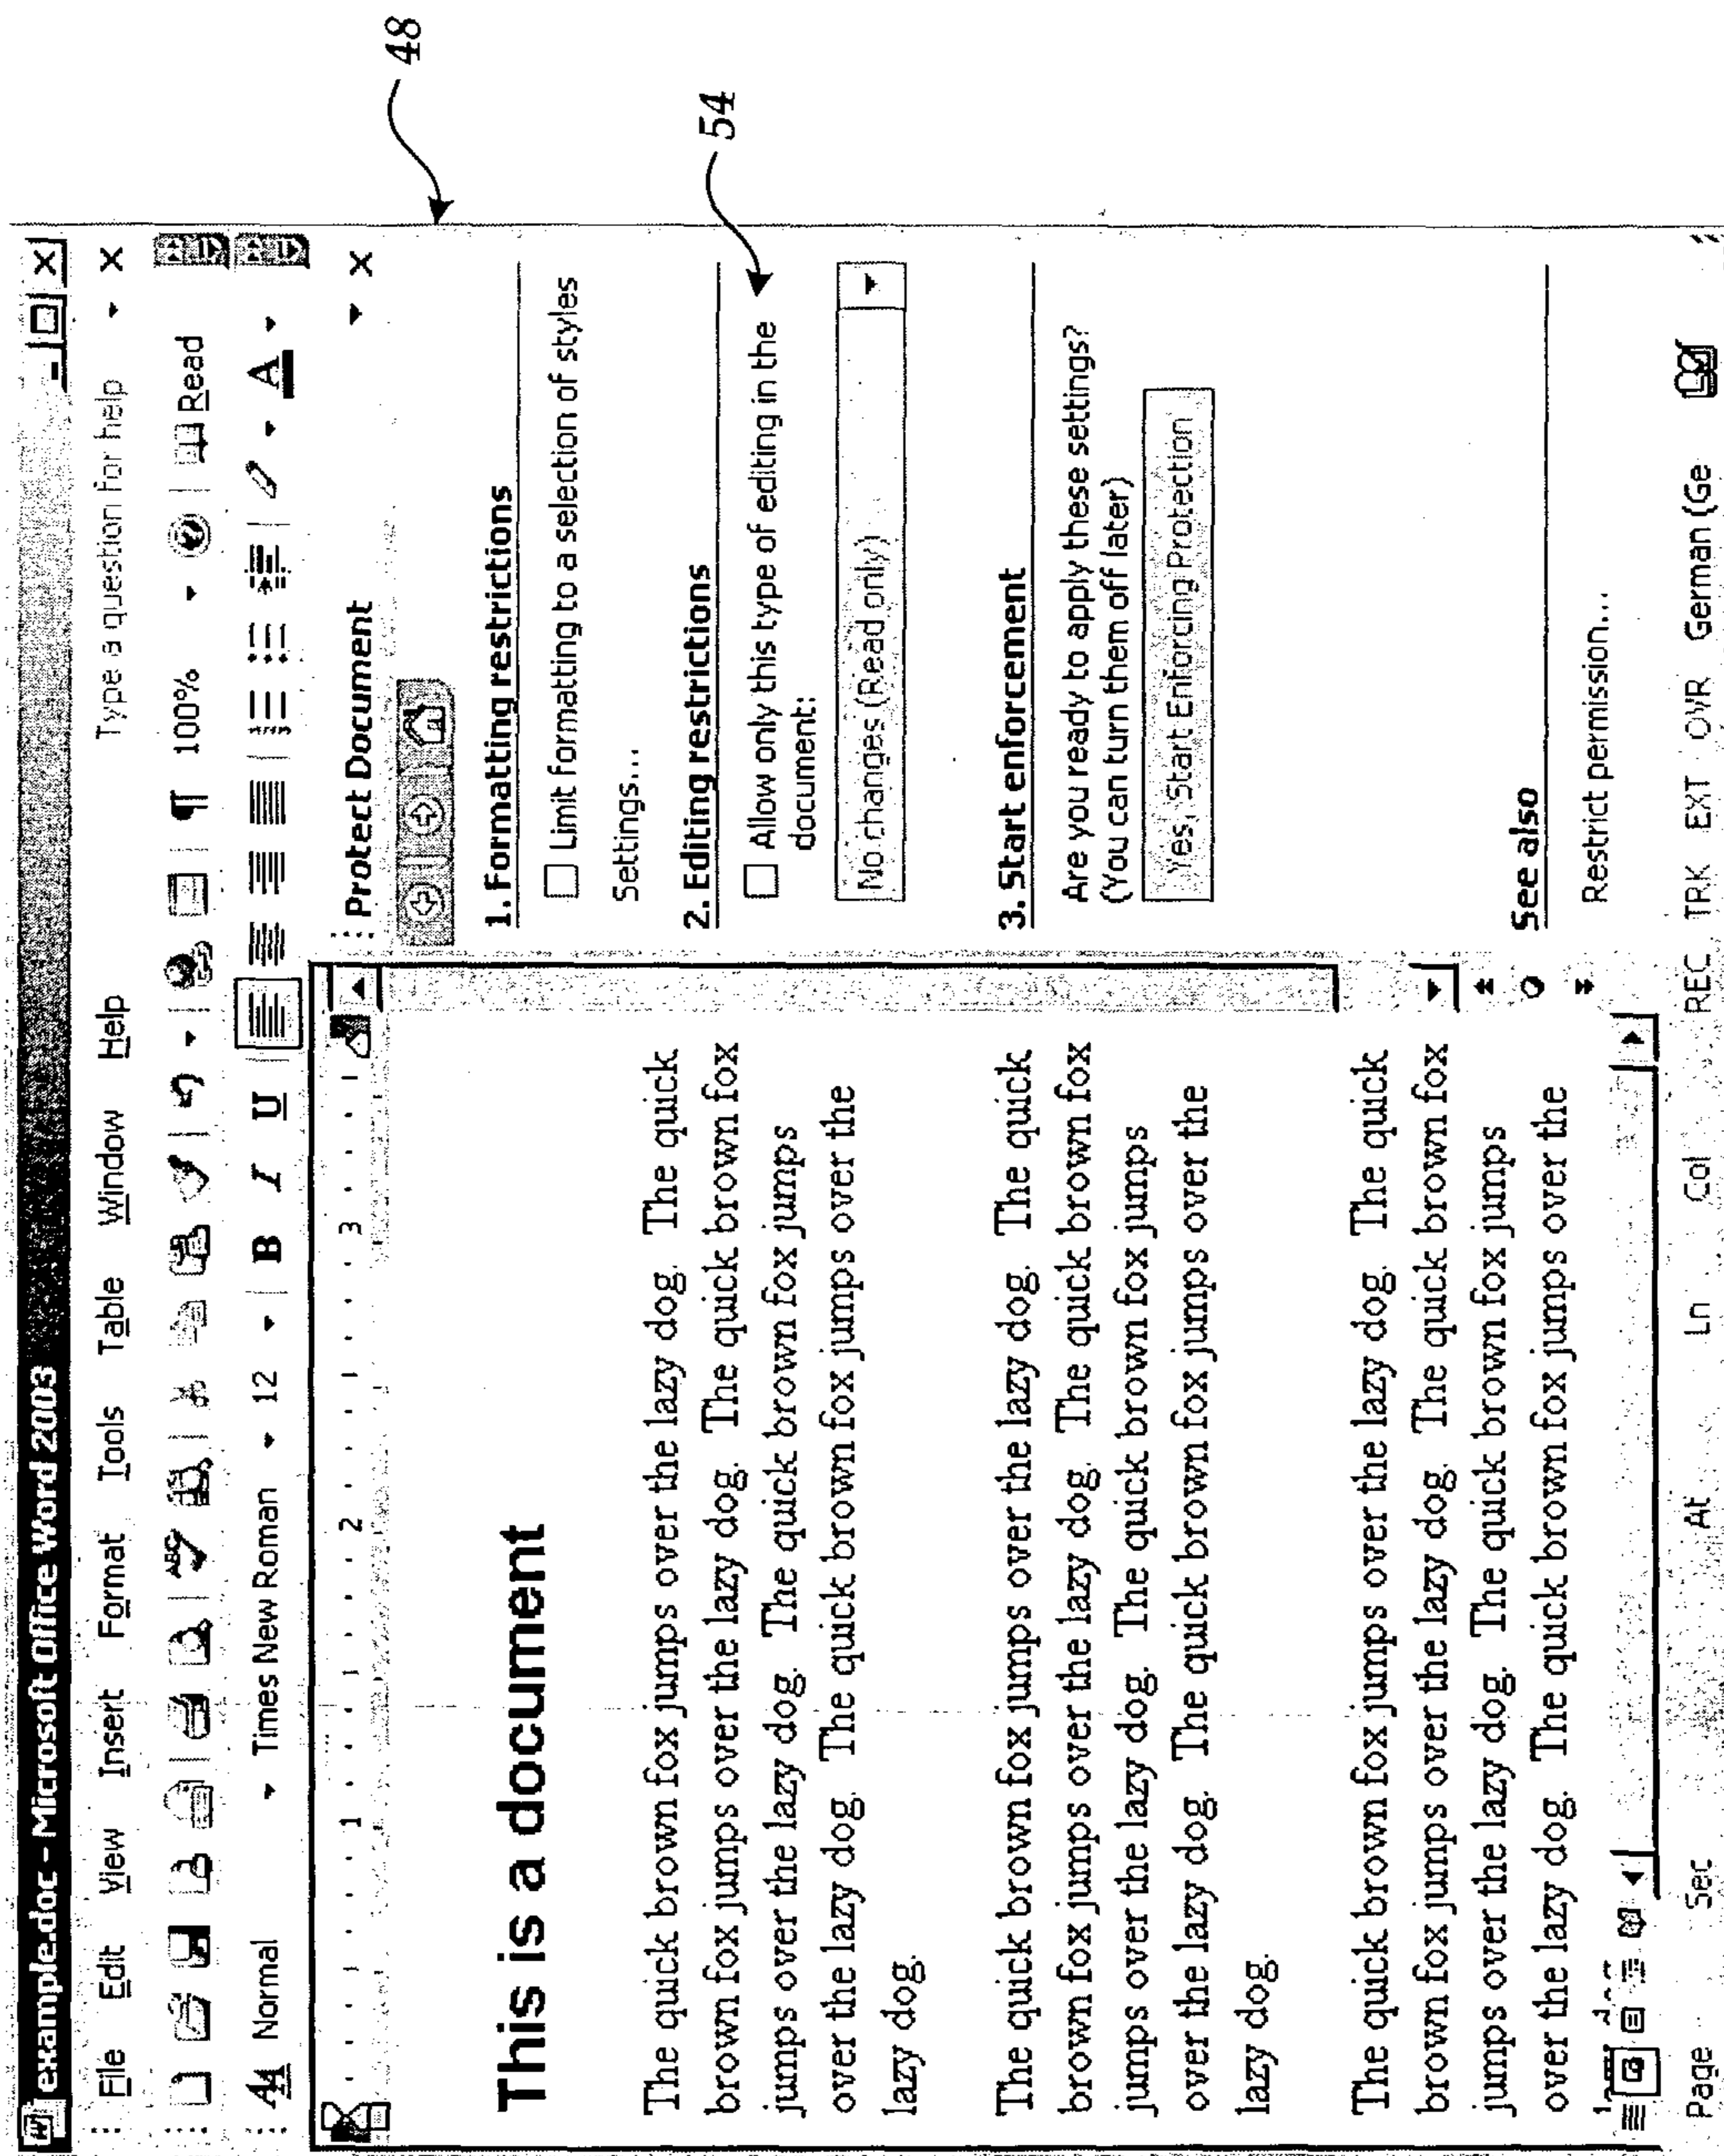 example.doc - Microsoft Office Word 2003
File Edit View Insert Format Tools Table Window Help Type a question for help
ABC ¶ 100% Read
Normal Times New Roman 12 B I U A
1 2 3
Protect Document
1. Formatting restrictions
Limit formatting to a selection of styles
Settings...
2. Editing restrictions
Allow only this type of editing in the
document:
No changes (Read only)
3. Start enforcement
Are you ready to apply these settings?
(You can turn them off later)
Yes, Start Enforcing Protection
See also
Restrict permission...
48
54
This is a document
The quick brown fox jumps over the lazy dog. The quick
brown fox jumps over the lazy dog. The quick brown fox
jumps over the lazy dog. The quick brown fox jumps
over the lazy dog. The quick brown fox jumps over the
lazy dog.
The quick brown fox jumps over the lazy dog. The quick
brown fox jumps over the lazy dog. The quick brown fox
jumps over the lazy dog. The quick brown fox jumps
over the lazy dog. The quick brown fox jumps over the
lazy dog.
The quick brown fox jumps over the lazy dog. The quick
brown fox jumps over the lazy dog. The quick brown fox
jumps over the lazy dog. The quick brown fox jumps
over the lazy dog. The quick brown fox jumps over the
Page Sec At Ln Col REC TRK EXT OVR German (Ge